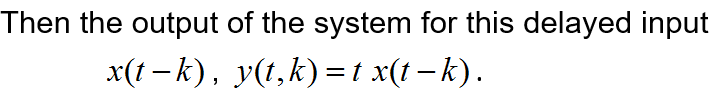 Then the output of the system for this delayed input
x(t – k) , y(t, k) = t x(t – k) .